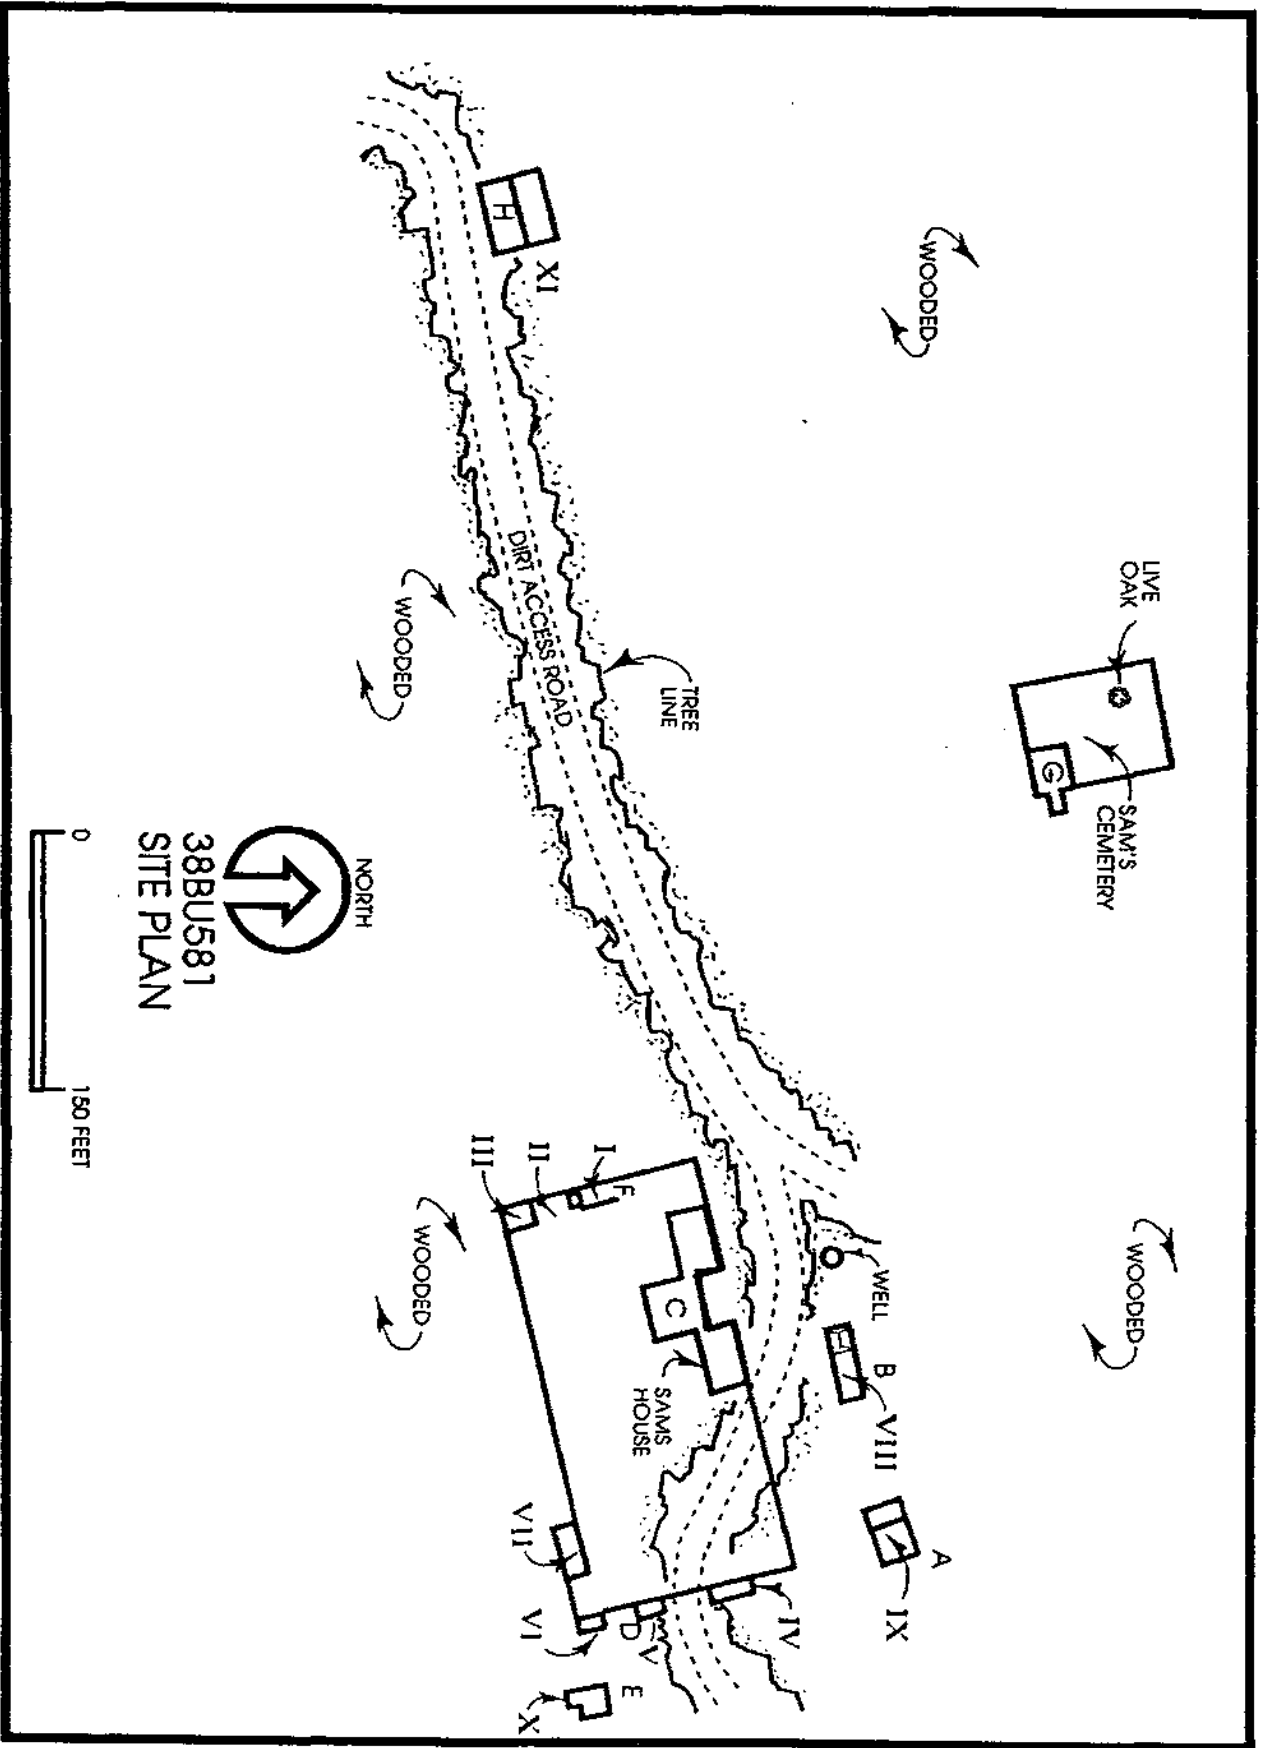 WOODED
LIVE
OAK
SAM'S
CEMETERY
G
WOODED
H
XI
TREE
LINE
DIRT ACCESS ROAD
WELL
B
VIII
A
IX
WOODED
C
SAMS
HOUSE
F
I
II
III
IV
V
D
VI
VII
E
X
WOODED
NORTH
38BU581
SITE PLAN
0
150 FEET